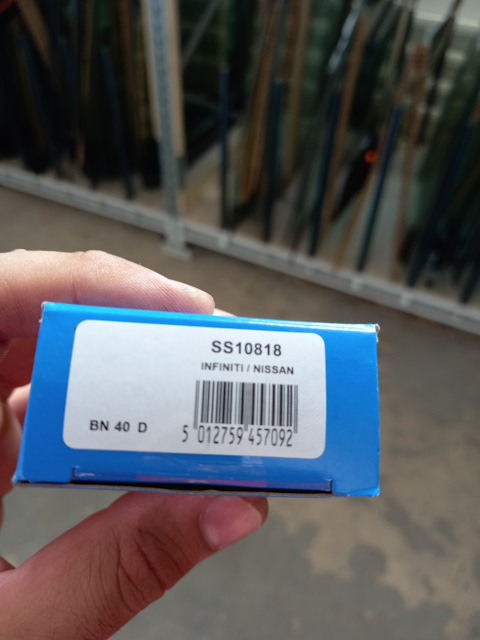 SS10818
INFINITI / NISSAN
BN 40 D
5 012759 457092